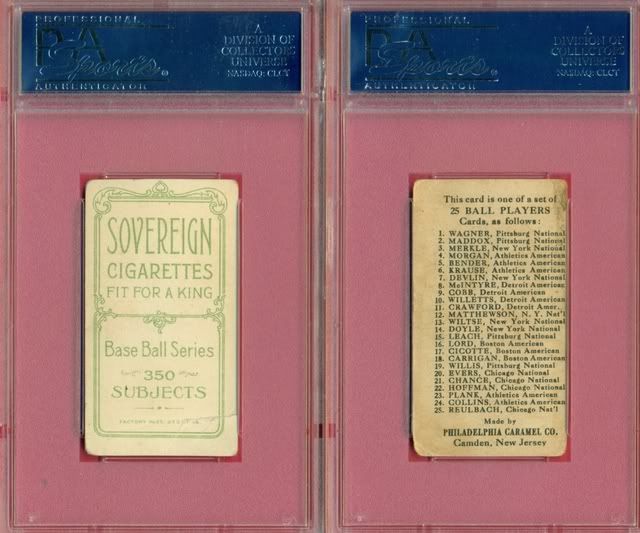 PROFESSIONAL
PSA
Sports
AUTHENTICATOR
A
DIVISION OF
COLLECTORS
UNIVERSE
NASDAQ: CLCT
SOVEREIGN
CIGARETTES
FIT FOR A KING
Base Ball Series
350
SUBJECTS
PROFESSIONAL
PSA
Sports
AUTHENTICATOR
A
DIVISION OF
COLLECTORS
UNIVERSE
NASDAQ: CLCT
This card is one of a set of
25 BALL PLAYERS
Cards, as follows:
1. WAGNER, Pittsburg National
2. MADDOX, Pittsburg National
3. MERKLE, New York National
4. MORGAN, Athletics American
5. BENDER, Athletics American
6. KRAUSE, Athletics American
7. DEVLIN, New York National
8. McINTYRE, Detroit American
9. COBB, Detroit American
10. WILLETTS, Detroit American
11. CRAWFORD, Detroit Amer.
12. MATTHEWSON, N. Y. Nat'l
13. WILTSE, New York National
14. DOYLE, New York National
15. LEACH, Pittsburg National
16. LORD, Boston American
17. CICOTTE, Boston American
18. CARRIGAN, Boston American
19. WILLIS, Pittsburg National
20. EVERS, Chicago National
21. CHANCE, Chicago National
22. HOFFMAN, Chicago National
23. PLANK, Athletics American
24. COLLINS, Athletics American
25. REULBACH, Chicago Nat'l
Made by
PHILADELPHIA CARAMEL CO.
Camden, New Jersey